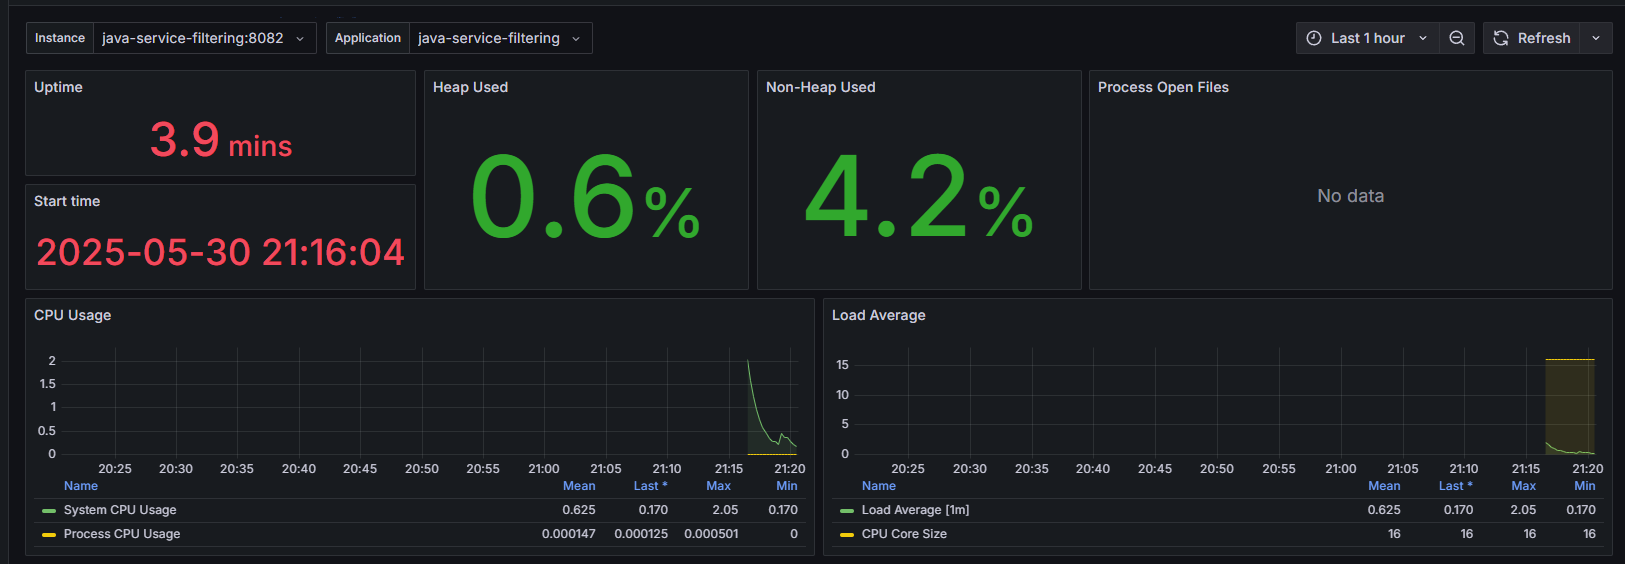 Instance java-service-filtering:8082 Application java-service-filtering Last 1 hour Refresh
Uptime
3.9 mins
Start time
2025-05-30 21:16:04
Heap Used
0.6%
Non-Heap Used
4.2%
Process Open Files
No data
CPU Usage
2
1.5
1
0.5
0
20:25 20:30 20:35 20:40 20:45 20:50 20:55 21:00 21:05 21:10 21:15 21:20
Name Mean Last * Max Min
System CPU Usage 0.625 0.170 2.05 0.170
Process CPU Usage 0.000147 0.000125 0.000501 0
Load Average
15
10
5
0
20:25 20:30 20:35 20:40 20:45 20:50 20:55 21:00 21:05 21:10 21:15 21:20
Name Mean Last * Max Min
Load Average [1m] 0.625 0.170 2.05 0.170
CPU Core Size 16 16 16 16